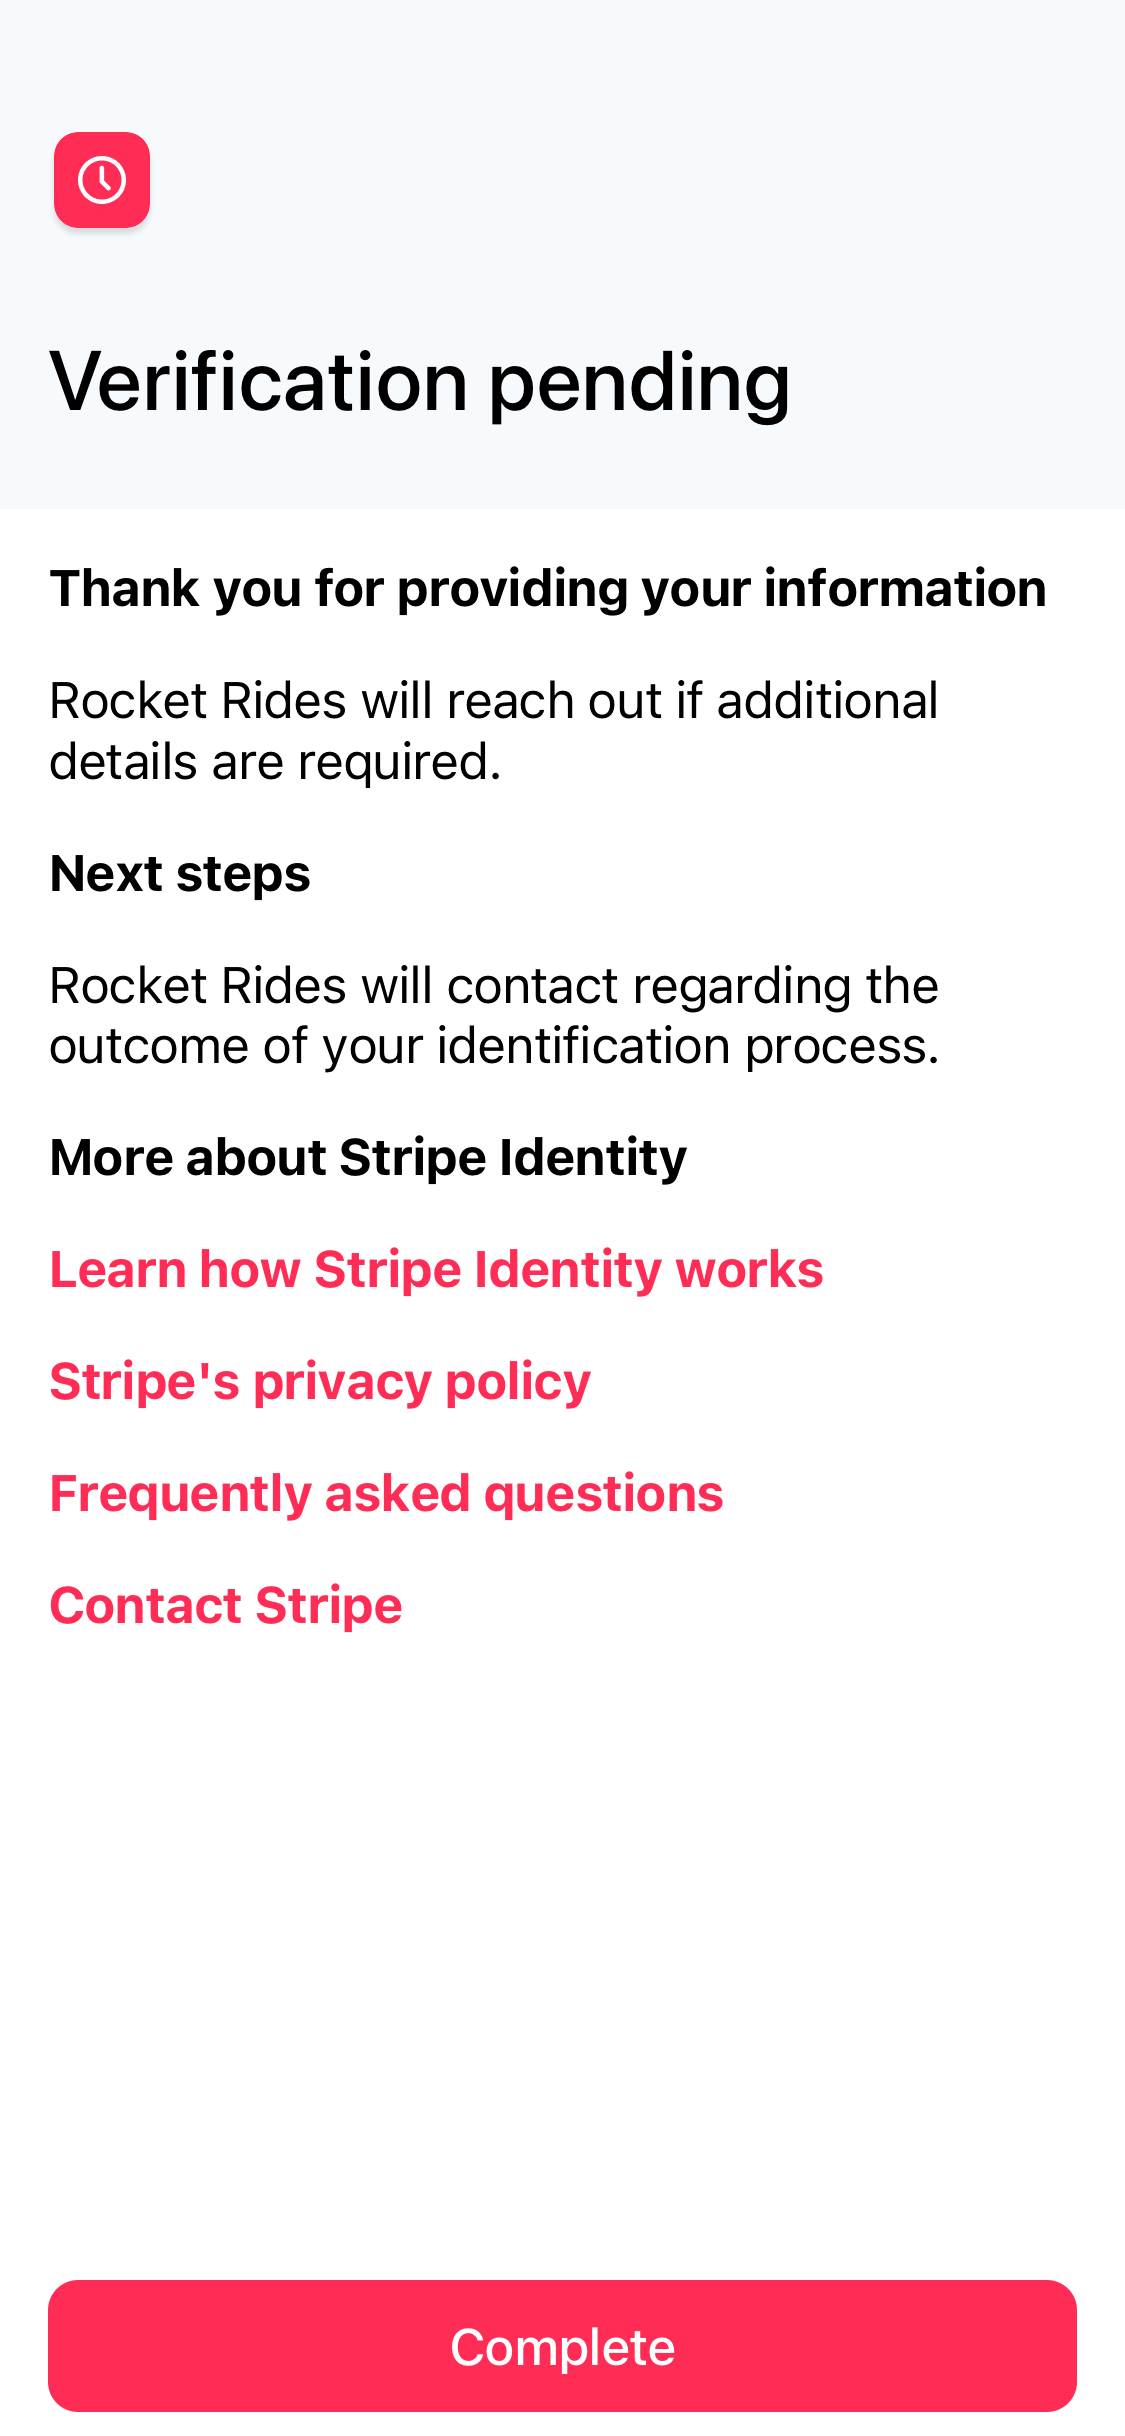 Verification pending
Thank you for providing your information
Rocket Rides will reach out if additional
details are required.
Next steps
Rocket Rides will contact regarding the
outcome of your identification process.
More about Stripe Identity
Learn how Stripe Identity works
Stripe's privacy policy
Frequently asked questions
Contact Stripe
Complete